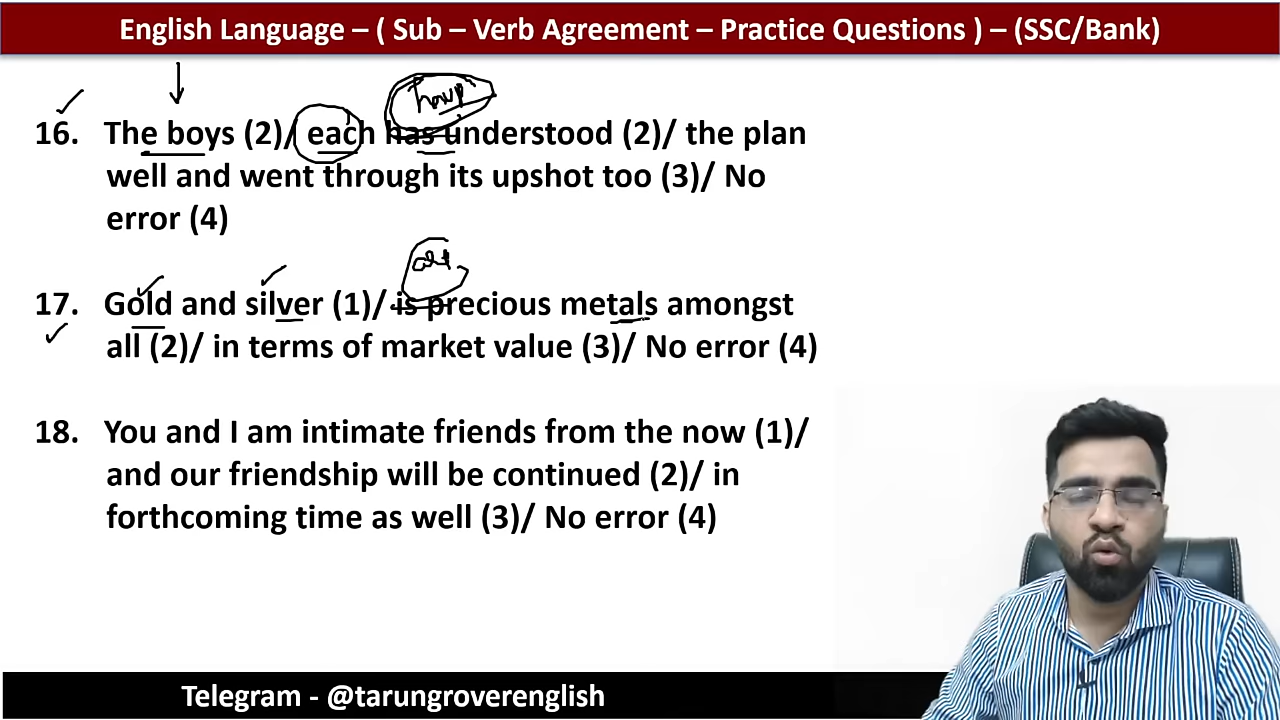 English Language – ( Sub – Verb Agreement – Practice Questions ) – (SSC/Bank)
have
16. The boys (2)/ each has understood (2)/ the plan
well and went through its upshot too (3)/ No
error (4)
are
17. Gold and silver (1)/ is precious metals amongst
all (2)/ in terms of market value (3)/ No error (4)
18. You and I am intimate friends from the now (1)/
and our friendship will be continued (2)/ in
forthcoming time as well (3)/ No error (4)
Telegram - @tarungroverenglish